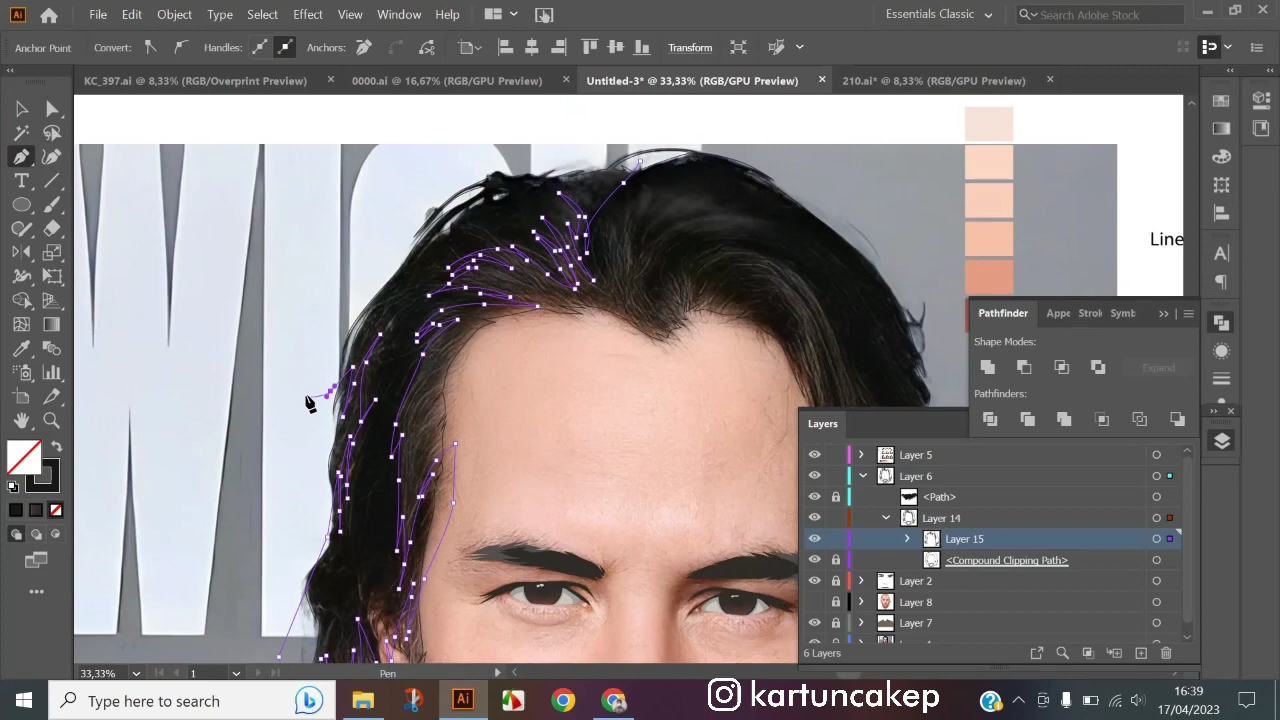 Ai File Edit Object Type Select Effect View Window Help Essentials Classic Search Adobe Stock
Anchor Point Convert: Handles: Anchors: Transform
KC_397.ai @ 8,33% (RGB/Overprint Preview) 0000.ai @ 16,67% (RGB/GPU Preview) Untitled-3* @ 33,33% (RGB/GPU Preview) 210.ai* @ 8,33% (RGB/GPU Preview)
Line
Pathfinder Appe Strok Symb
Shape Modes:
Expand
Pathfinders:
Layers
Layer 5
Layer 6
<Path>
Layer 14
Layer 15
<Compound Clipping Path>
Layer 2
Layer 8
Layer 7
6 Layers
33,33% 1 Pen
Type here to search
kartuncakep
16:39
17/04/2023